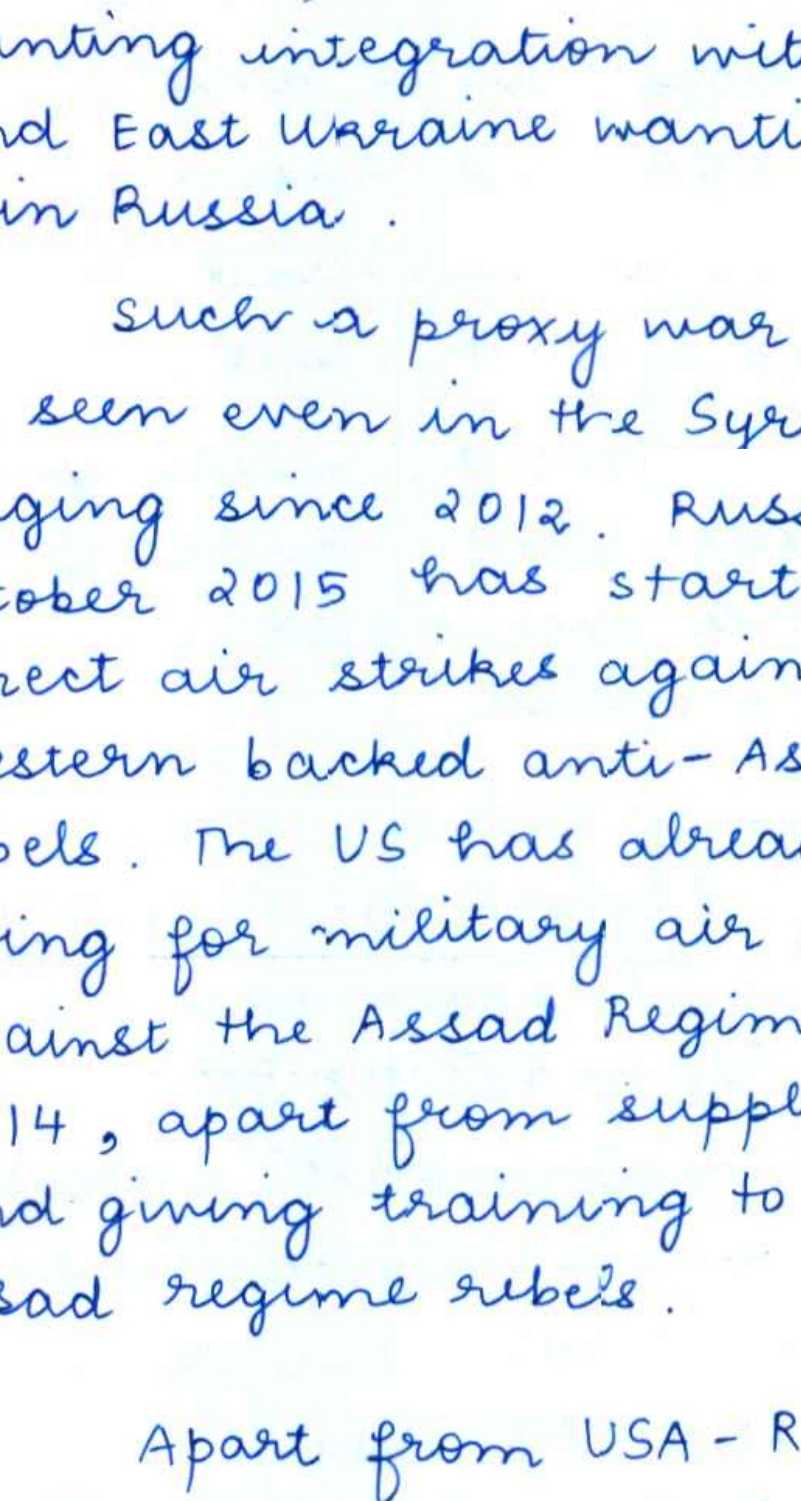 anting integration wit
nd East Ukraine wanti
in Russia.
Such a proxy war
seen even in the Syr
ging since 2012. Russ
tober 2015 has start
rect air strikes again
estern backed anti-As
bels. The US has alrea
ing for military air
ainst the Assad Regim
14, apart from suppl
nd giving training to
sad regime rebels.
Apart from USA - R